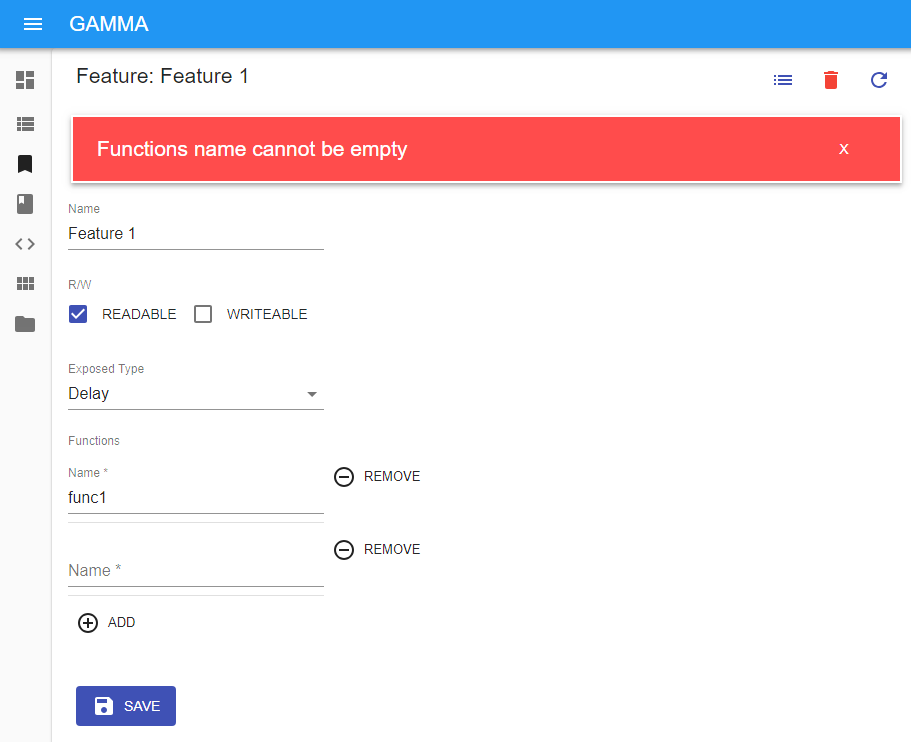 GAMMA
Feature: Feature 1
Functions name cannot be empty X
Name
Feature 1
R/W
READABLE WRITEABLE
Exposed Type
Delay
Functions
Name *
func1
REMOVE
Name *
REMOVE
ADD
SAVE